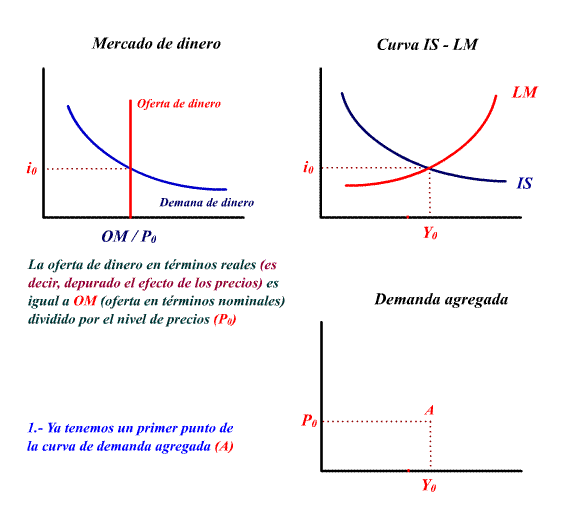 Mercado de dinero
Oferta de dinero
i₀
Demana de dinero
OM / P₀
Curva IS - LM
LM
i₀
IS
Y₀
La oferta de dinero en términos reales (es
decir, depurado el efecto de los precios) es
igual a OM (oferta en términos nominales)
dividido por el nivel de precios (P₀)
Demanda agregada
P₀
A
Y₀
1.- Ya tenemos un primer punto de
la curva de demanda agregada (A)